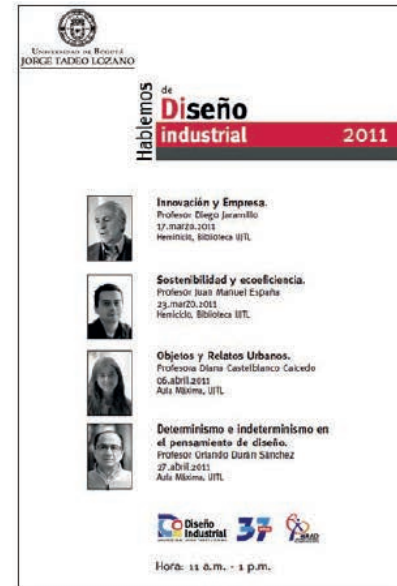 Universidad de Bogotá
JORGE TADEO LOZANO
Hablemos
de
Diseño
industrial 2011
Innovación y Empresa.
Profesor Diego Jaramillo
17.marzo.2011
Hemiciclo, Biblioteca UJTL
Sostenibilidad y ecoeficiencia.
Profesor Juan Manuel España
23.marzo.2011
Hemiciclo, Biblioteca UJTL
Objetos y Relatos Urbanos.
Profesora Diana Castelblanco Caicedo
06.abril.2011
Aula Máxima, UJTL
Determinismo e indeterminismo en
el pensamiento de diseño.
Profesor Orlando Durán Sánchez
27.abril.2011
Aula Máxima, UJTL
Diseño
Industrial
37
Hora: 11 a.m. - 1 p.m.